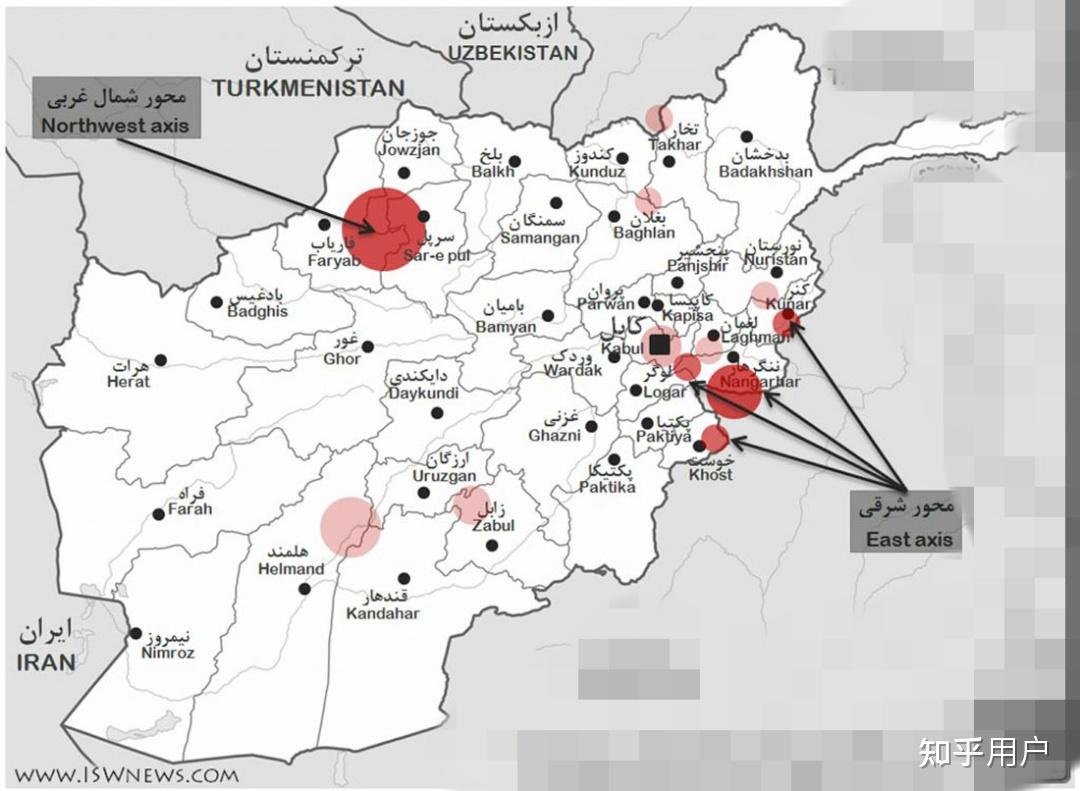 ازبکستان
UZBEKISTAN
ترکمنستان
TURKMENISTAN
محور شمال غربی
Northwest axis
جوزجان
Jowzjan
بلخ
Balkh
کندوز
Kunduz
تخار
Takhar
بدخشان
Badakhshan
فاریاب
Faryab
سرپل
Sar-e pul
سمنگان
Samangan
بغلان
Baghlan
پنجشیر
Panjshir
نورستان
Nuristan
بادغیس
Badghis
بامیان
Bamyan
پروان
Parwan
کاپیسا
Kapisa
کنر
Kunar
لغمان
Laghman
کابل
Kabul
هرات
Herat
غور
Ghor
وردک
Wardak
ننگرهار
Nangarhar
لوگر
Logar
دایکندی
Daykundi
غزنی
Ghazni
پکتیا
Paktiya
خوست
Khost
پکتیکا
Paktika
ارزگان
Uruzgan
زابل
Zabul
فراه
Farah
محور شرقی
East axis
هلمند
Helmand
قندهار
Kandahar
نیمروز
Nimroz
ایران
IRAN
WWW.ISWNEWS.COM
知乎用户